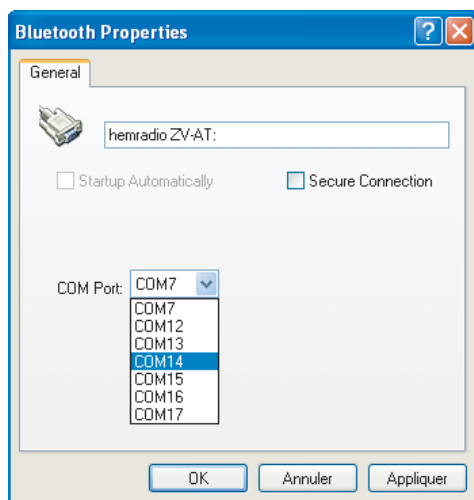 Bluetooth Properties
General
hemradio ZV-AT:
Startup Automatically Secure Connection
COM Port: COM7
COM7
COM12
COM13
COM14
COM15
COM16
COM17
OK Annuler Appliquer